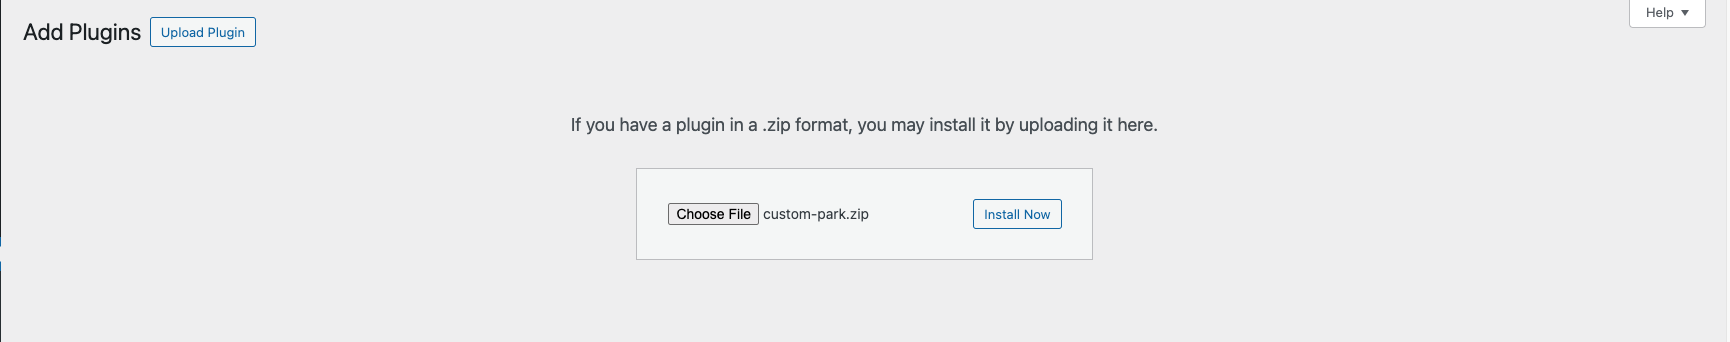 Add Plugins Upload Plugin
Help
If you have a plugin in a .zip format, you may install it by uploading it here.
Choose File custom-park.zip Install Now